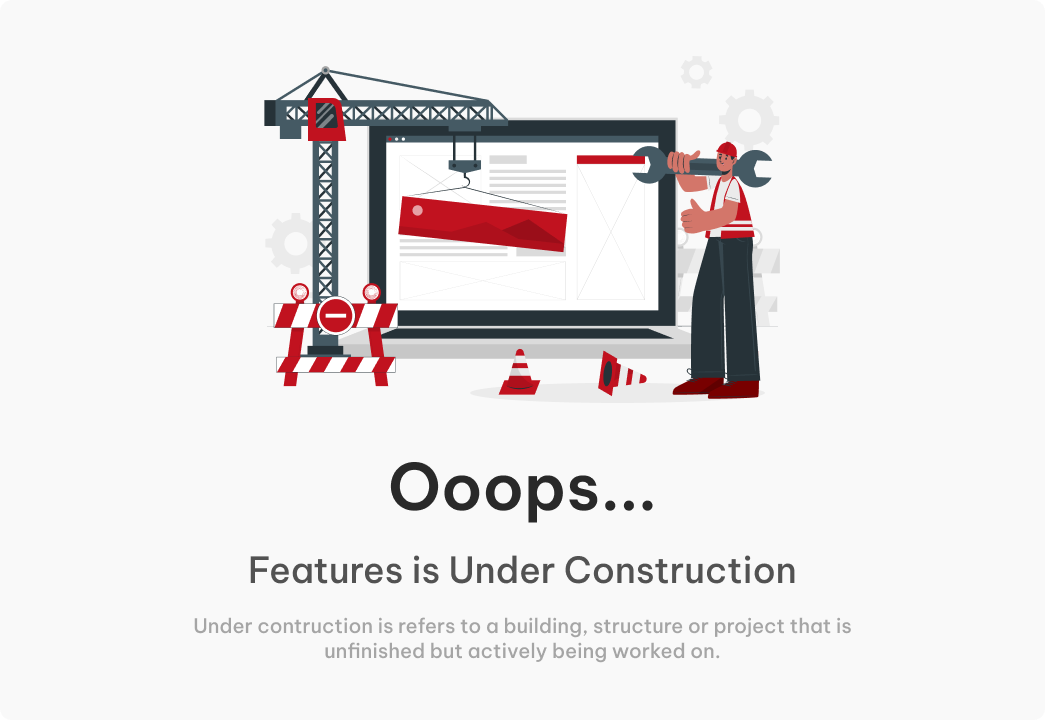 Ooops...
Features is Under Construction
Under contruction is refers to a building, structure or project that is
unfinished but actively being worked on.